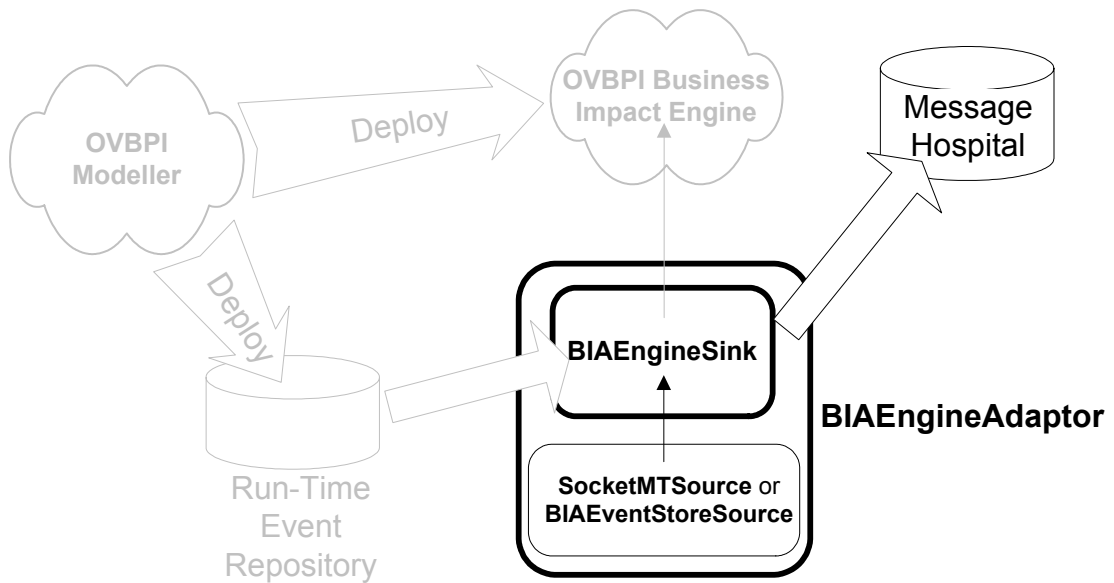 OVBPI
Modeller
Deploy
OVBPI Business
Impact Engine
Message
Hospital
Deploy
BIAEngineSink
BIAEngineAdaptor
SocketMTSource or
BIAEventStoreSource
Run-Time
Event
Repository